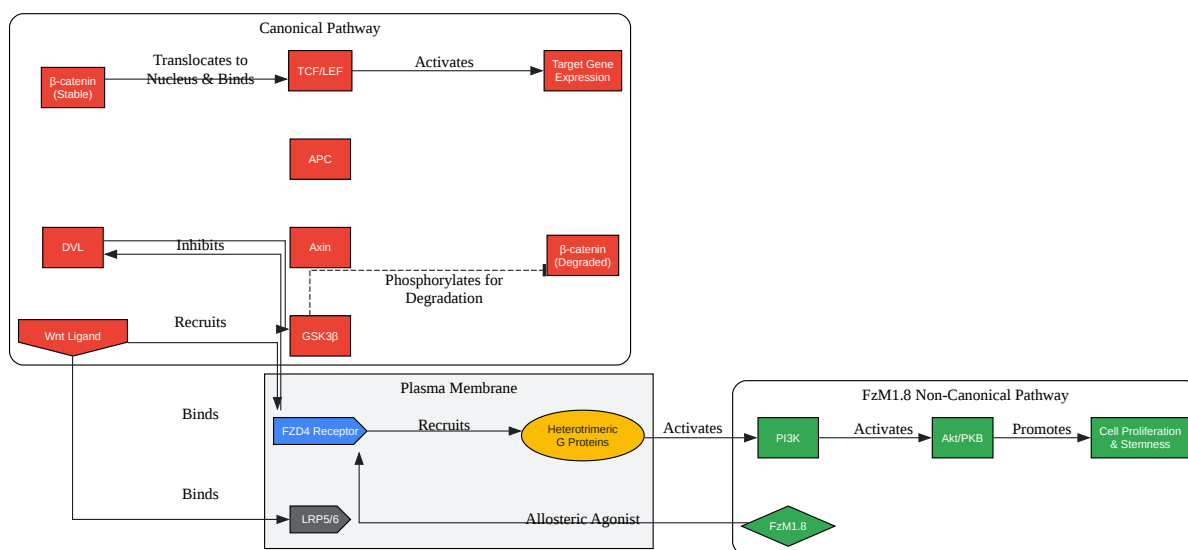 Canonical Pathway
Translocates to
Nucleus & Binds
β-catenin
(Stable)
TCF/LEF
Activates
Target Gene
Expression
APC
DVL
Inhibits
Axin
β-catenin
(Degraded)
Phosphorylates for
Degradation
Wnt Ligand
Recruits
GSK3β
Plasma Membrane
FzM1.8 Non-Canonical Pathway
Binds
FZD4 Receptor
Recruits
Heterotrimeric
G Proteins
Activates
PI3K
Activates
Akt/PKB
Promotes
Cell Proliferation
& Stemness
Binds
LRP5/6
Allosteric Agonist
FzM1.8